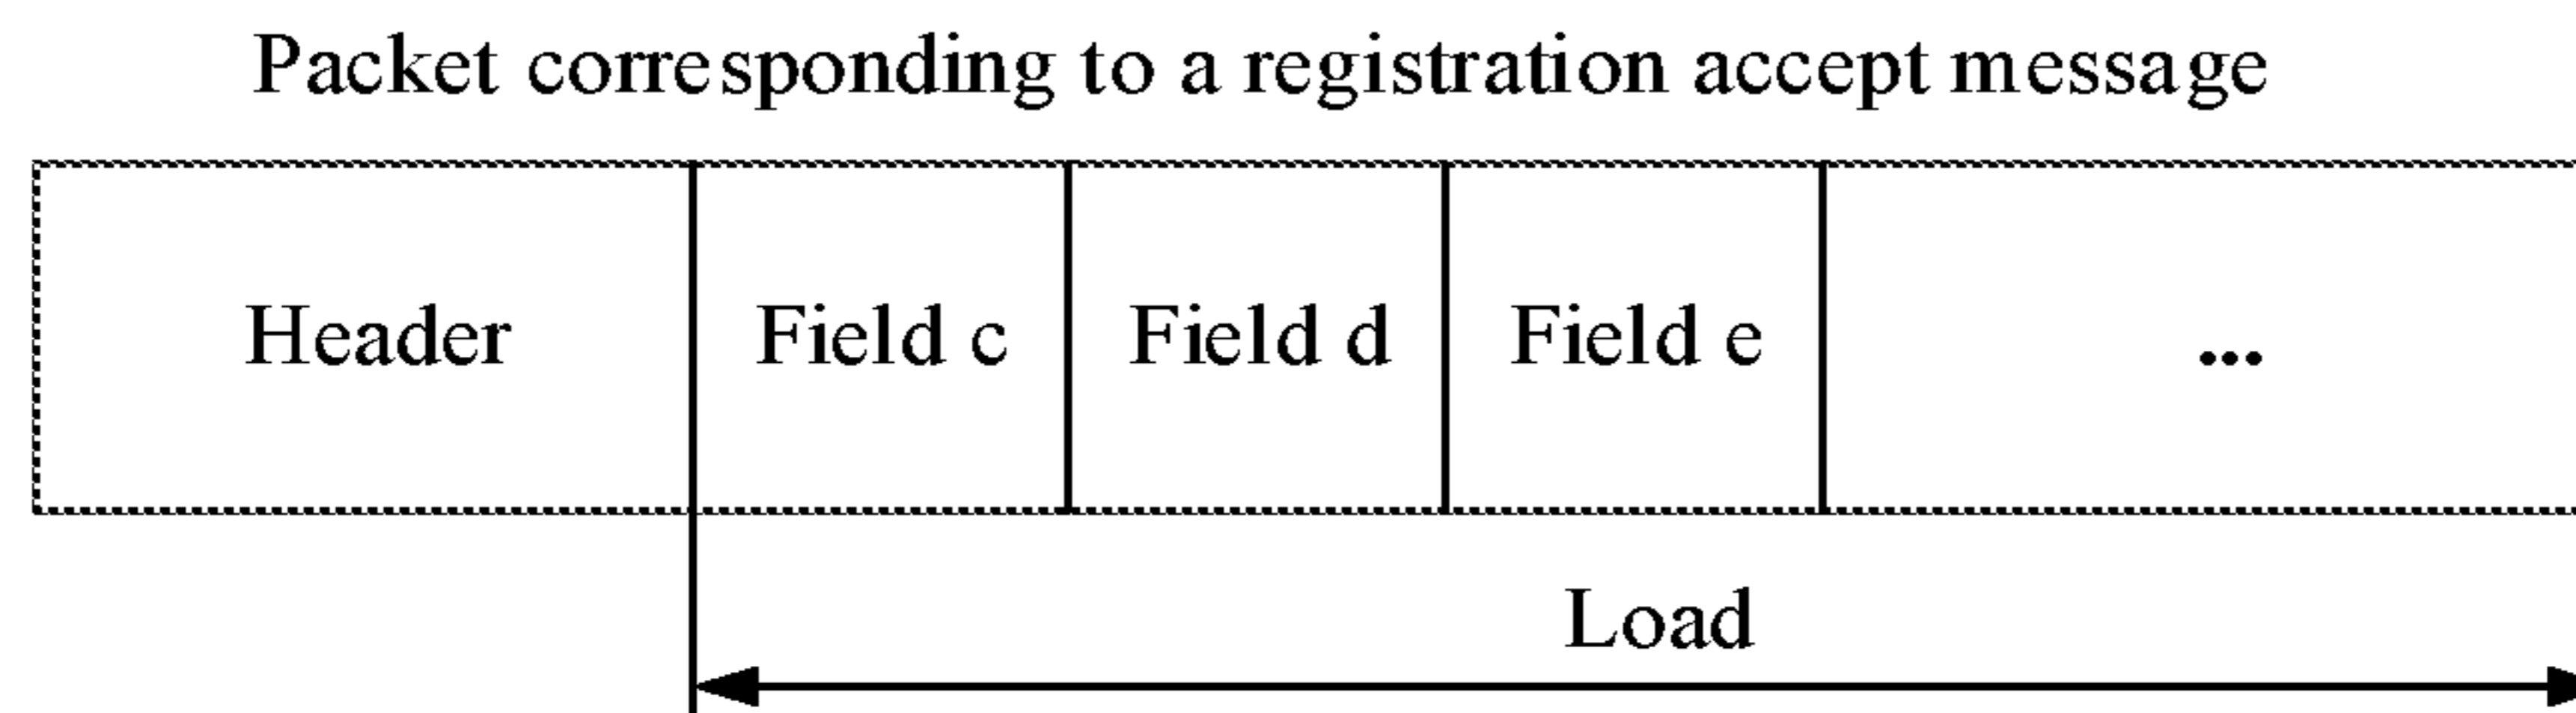 Packet corresponding to a registration accept message
Header Field c Field d Field e ...
Load